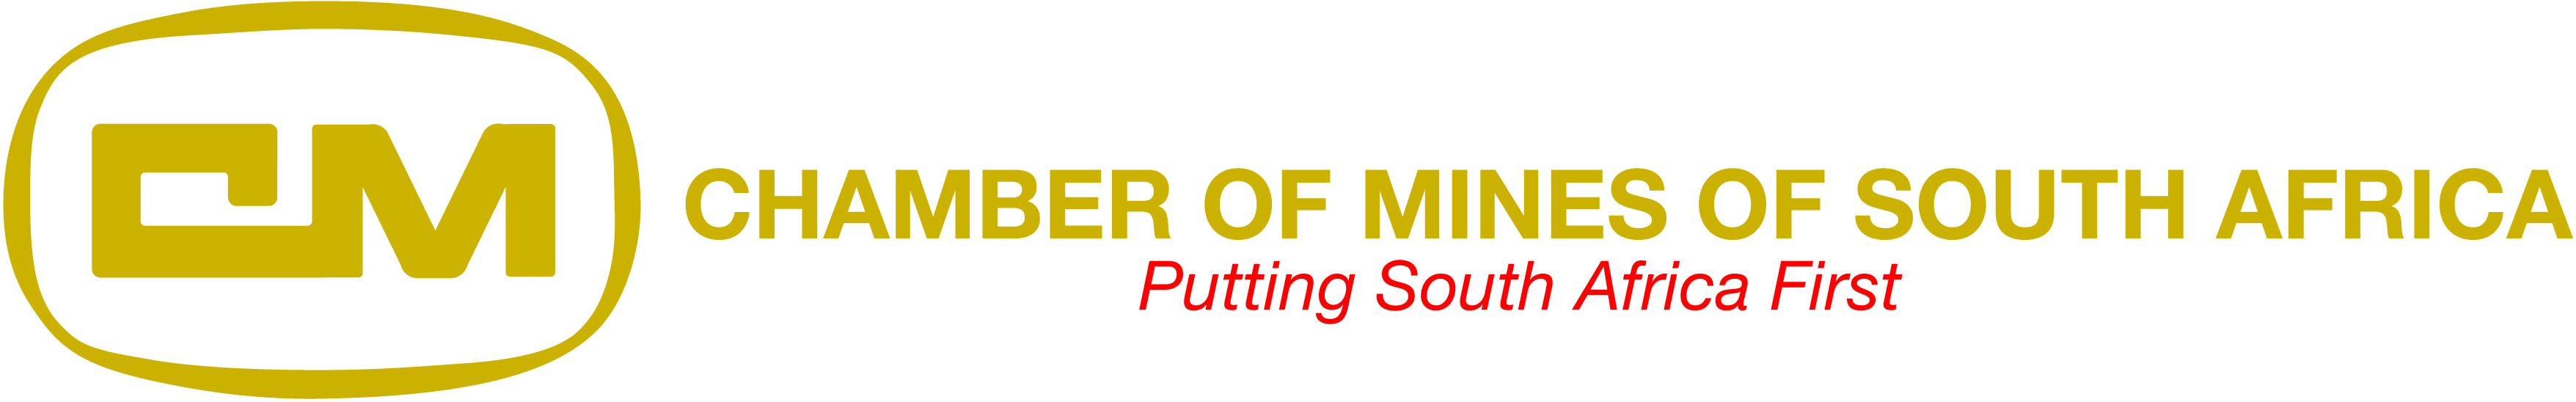 CM
CHAMBER OF MINES OF SOUTH AFRICA
Putting South Africa First